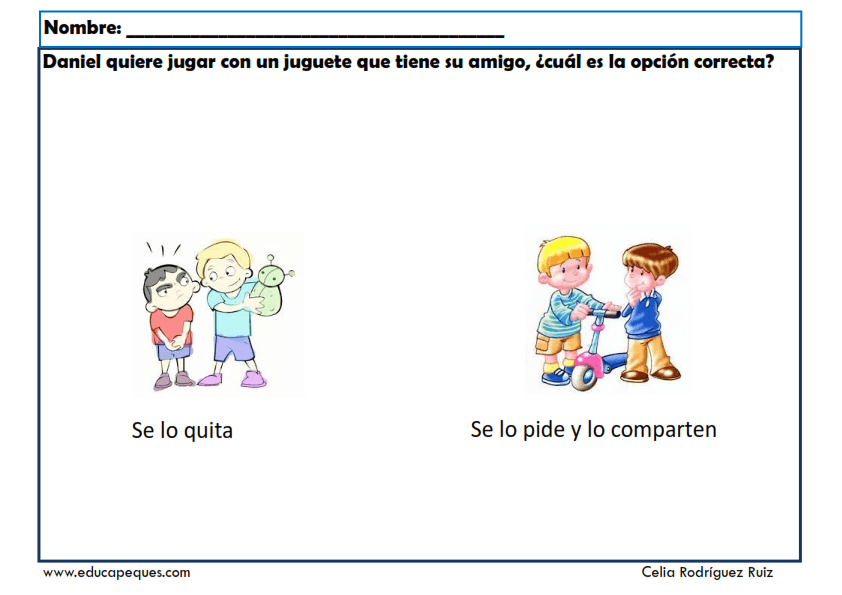 Nombre: ___________________________________________
Daniel quiere jugar con un juguete que tiene su amigo, ¿cuál es la opción correcta?
Se lo quita
Se lo pide y lo comparten
www.educapeques.com
Celia Rodríguez Ruiz